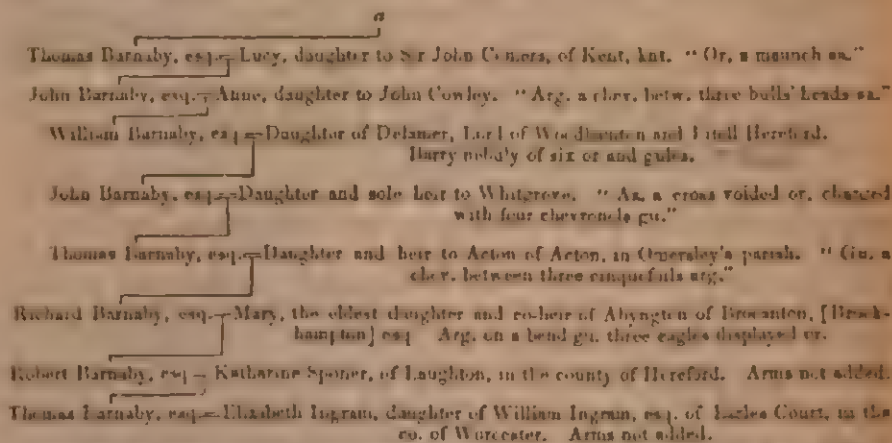 a
Thomas Barnaby, esq.=Lucy, daughter to Sir John Coniers, of Kent, knt. "Or, a maunch sa."
John Barnaby, esq.=Anne, daughter to John Cowley. "Arg. a chev. betw. three bulls' heads sa."
William Barnaby, esq=Daughter of Delamer, Lord of Woodhenton and Litell Hereford.
Barry nebuly of six or and gules.
John Barnaby, esq=Daughter and sole heir to Whitgrove. "Az. a cross voided or, charged
with four chevronels gu."
Thomas Barnaby, esq.=Daughter and heir to Acton of Acton, in Omersley's parish. "Gu. a
chev. between three cinquefoils arg."
Richard Barnaby, esq.=Mary, the eldest daughter and co-heir of Abyngton of Brocanton, [Brock-
hampton] esq Arg. on a bend gu. three eagles displayed or.
Robert Barnaby, esq=Katharine Sponer, of Laughton, in the county of Hereford. Arms not added.
Thomas Barnaby, esq.=Elizabeth Ingram, daughter of William Ingram, esq. of Earles Court, in the
co. of Worcester. Arms not added.